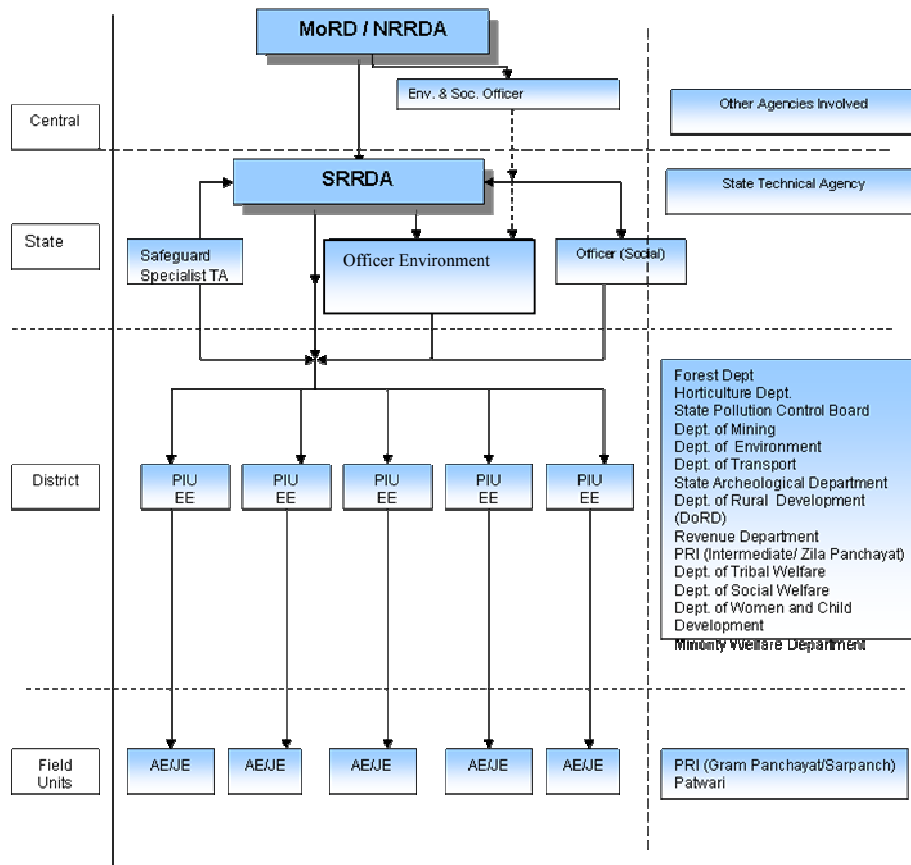 MoRD / NRRDA
Env. & Soc. Officer
Other Agencies Involved
Central
SRRDA
State Technical Agency
State
Safeguard
Specialist TA
Officer Environment
Officer (Social)
Forest Dept
Horticulture Dept.
State Pollution Control Board
Dept. of Mining
Dept. of Environment
Dept. of Transport
State Archeological Department
Dept. of Rural Development
(DoRD)
Revenue Department
PRI (Intermediate/ Zila Panchayat)
Dept. of Tribal Welfare
Dept. of Social Welfare
Dept. of Women and Child
Development
Minority Welfare Department
District
PIU
EE
PIU
EE
PIU
EE
PIU
EE
PIU
EE
Field
Units
AE/JE
AE/JE
AE/JE
AE/JE
AE/JE
PRI (Gram Panchayat/Sarpanch)
Patwari